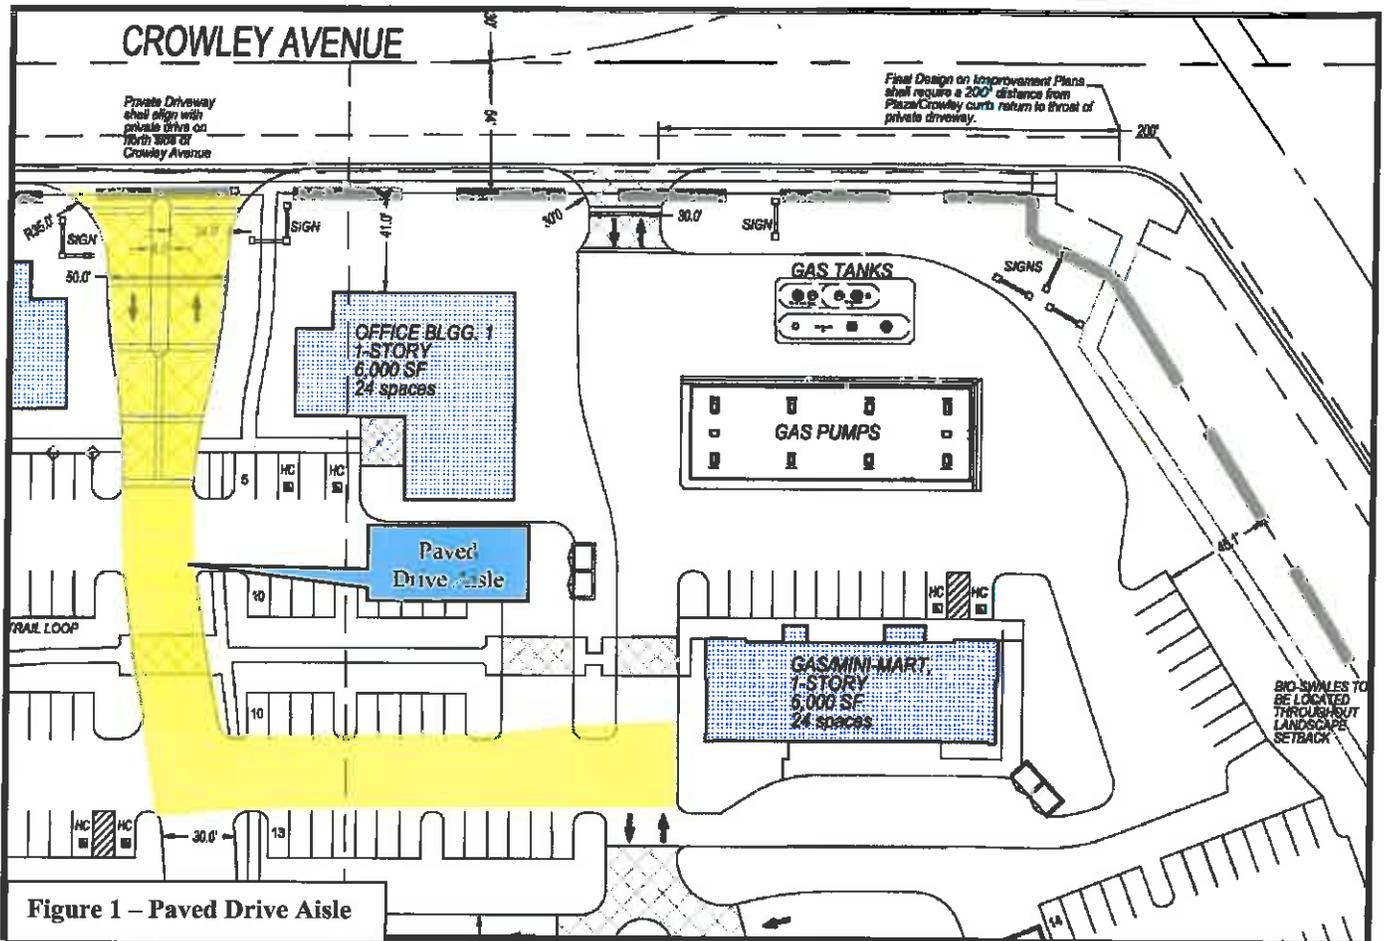 CROWLEY AVENUE
30'
64'
Private Driveway
shall align with
private drive on
north side of
Crowley Avenue
Final Design on Improvement Plans
shall require a 200' distance from
Plaza/Crowley curb return to throat of
private driveway.
200'
R35.0'
SIGN
SIGN
41.0'
30.0'
SIGN
50.0'
GAS TANKS
SIGNS
OFFICE BLGG. 1
1-STORY
6,000 SF
24 spaces
GAS PUMPS
5
HC
HC
Paved
Drive Aisle
10
HC
HC
TRAIL LOOP
GAS/MINI-MART,
1-STORY
6,000 SF
24 spaces
BIO-SWALES TO
BE LOCATED
THROUGHOUT
LANDSCAPE
SETBACK
10
HC
HC
30.0'
13
14
Figure 1 – Paved Drive Aisle